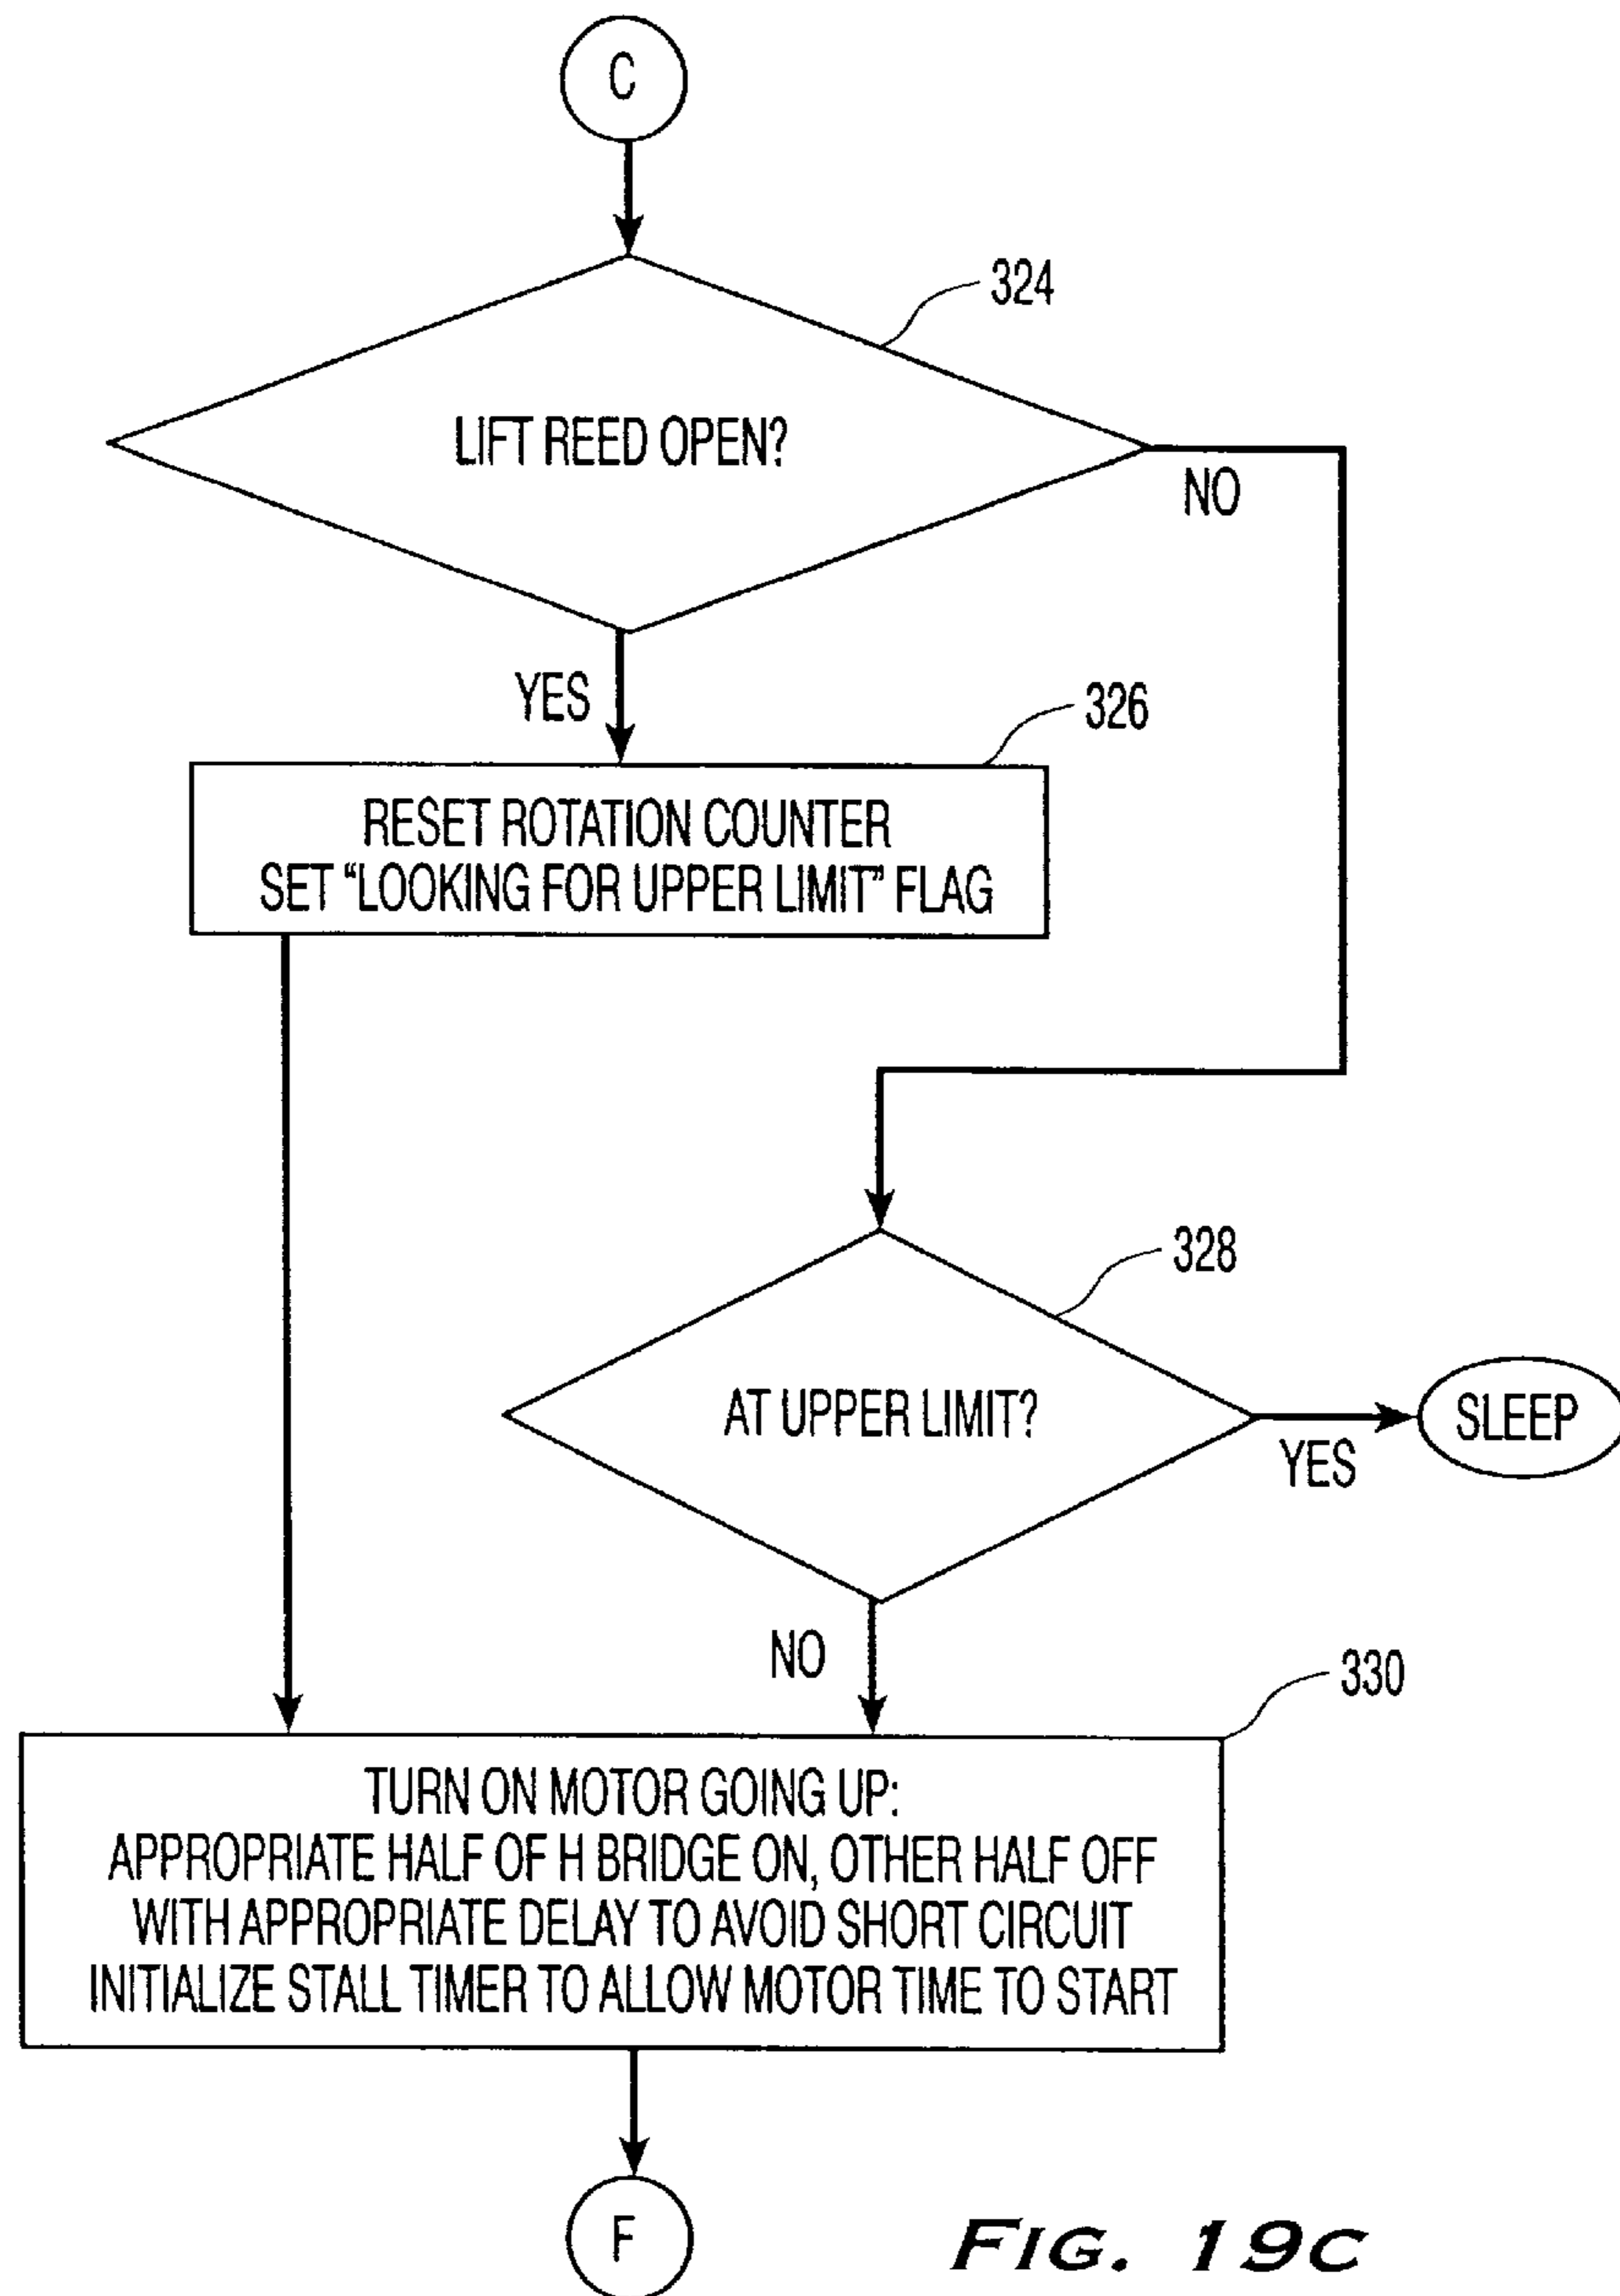 C
324
LIFT REED OPEN?
NO
YES
326
RESET ROTATION COUNTER
SET “LOOKING FOR UPPER LIMIT” FLAG
328
AT UPPER LIMIT?
SLEEP
YES
NO
330
TURN ON MOTOR GOING UP:
APPROPRIATE HALF OF H BRIDGE ON, OTHER HALF OFF
WITH APPROPRIATE DELAY TO AVOID SHORT CIRCUIT
INITIALIZE STALL TIMER TO ALLOW MOTOR TIME TO START
F
FIG. 19C